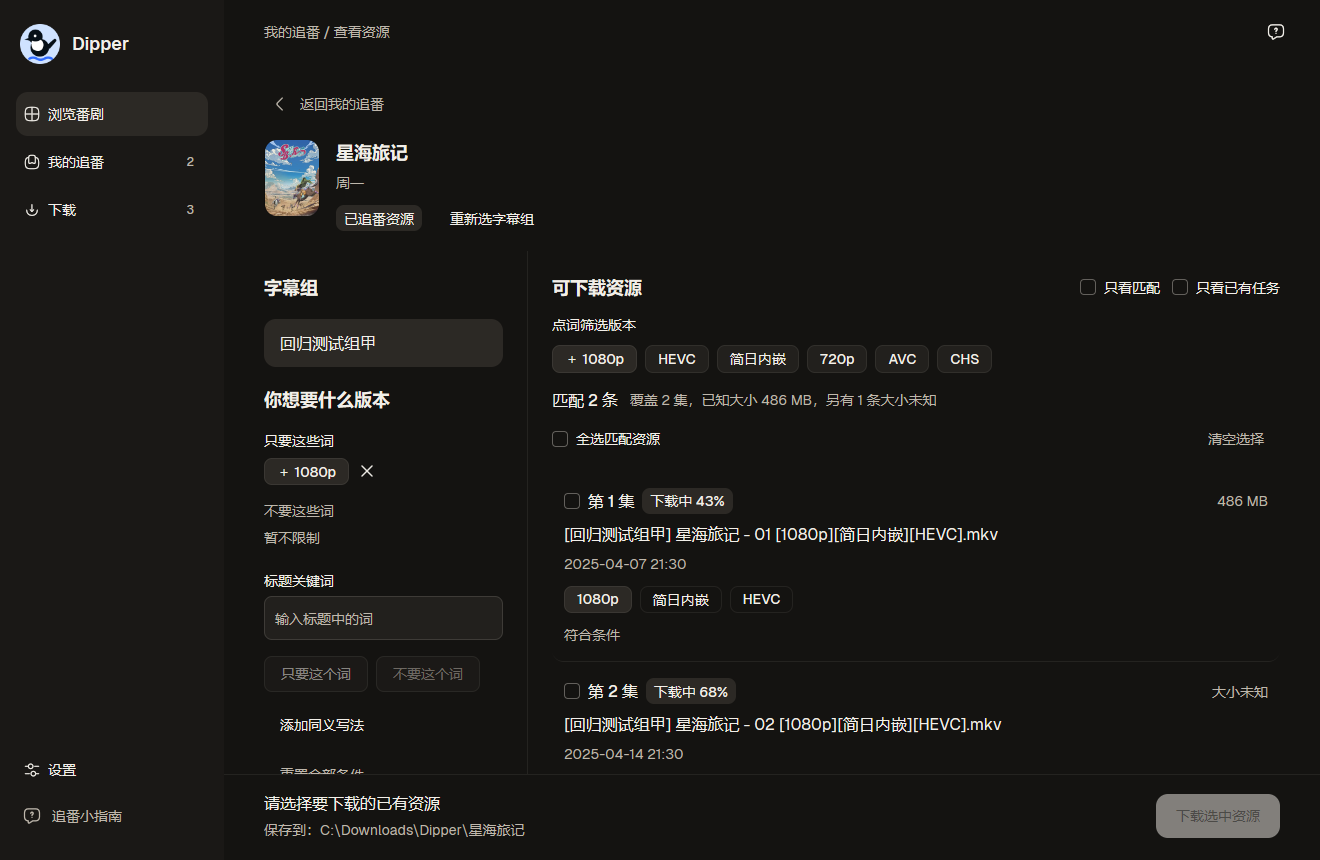 Dipper
浏览番剧
我的追番 2
下载 3
设置
追番小指南
我的追番 / 查看资源
返回我的追番
星海旅记
周一
已追番资源 重新选字幕组
字幕组
回归测试组甲
你想要什么版本
只要这些词
+ 1080p
不要这些词
暂不限制
标题关键词
输入标题中的词
只要这个词 不要这个词
添加同义写法
重置全部条件
可下载资源 只看匹配 只看已有任务
点词筛选版本
+ 1080p HEVC 简日内嵌 720p AVC CHS
匹配 2 条 覆盖 2 集，已知大小 486 MB，另有 1 条大小未知
全选匹配资源 清空选择
第 1 集 下载中 43% 486 MB
[回归测试组甲] 星海旅记 - 01 [1080p][简日内嵌][HEVC].mkv
2025-04-07 21:30
1080p 简日内嵌 HEVC
符合条件
第 2 集 下载中 68% 大小未知
[回归测试组甲] 星海旅记 - 02 [1080p][简日内嵌][HEVC].mkv
2025-04-14 21:30
请选择要下载的已有资源
保存到：C:\Downloads\Dipper\星海旅记
下载选中资源